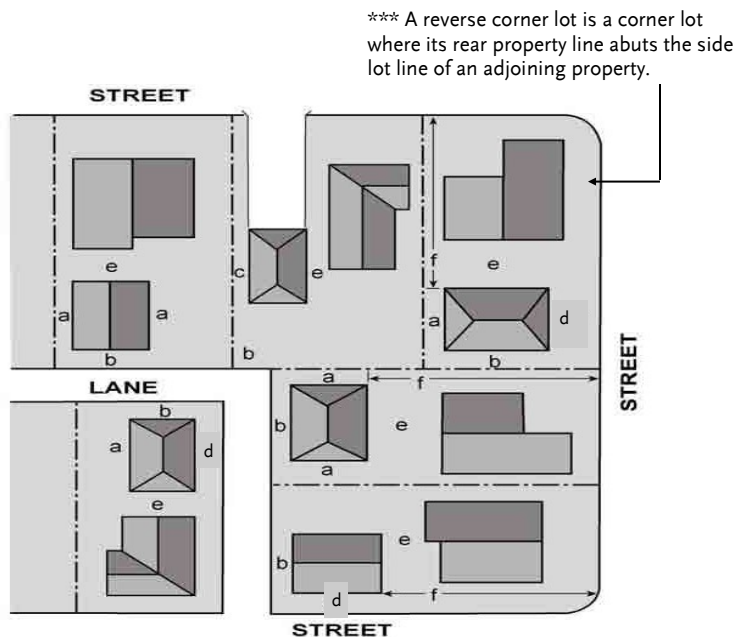 *** A reverse corner lot is a corner lot
where its rear property line abuts the side
lot line of an adjoining property.
STREET
f
e
c e
e
a a
a d
b
b
b
LANE
STREET
a
f
b
a d
b e
a
e
e
b
d
f
STREET